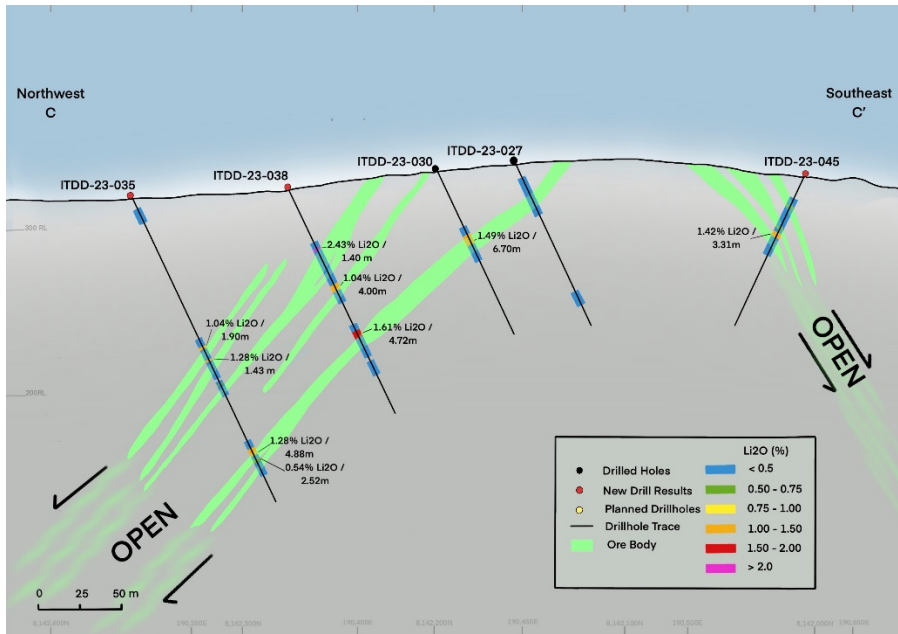 Northwest
C
Southeast
C'
ITDD-23-035
ITDD-23-038
ITDD-23-030
ITDD-23-027
ITDD-23-045
300 RL
2.43% Li2O /
1.40 m
1.04% Li2O /
4.00m
1.49% Li2O /
6.70m
1.42% Li2O /
3.31m
1.04% Li2O /
1.90m
1.28% Li2O /
1.43 m
1.61% Li2O /
4.72m
200RL
1.28% Li2O /
4.88m
0.54% Li2O /
2.52m
OPEN
OPEN
0 25 50 m
Drilled Holes
New Drill Results
Planned Drillholes
Drillhole Trace
Ore Body
Li2O (%)
< 0.5
0.50 - 0.75
0.75 - 1.00
1.00 - 1.50
1.50 - 2.00
> 2.0